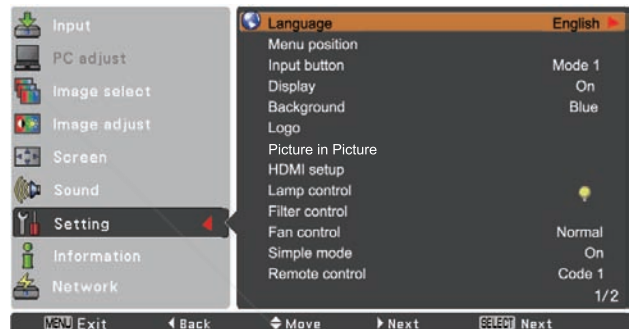 Input
PC adjust
Image select
Image adjust
Screen
Sound
Setting
Information
Network
Language English
Menu position
Input button Mode 1
Display On
Background Blue
Logo
Picture in Picture
HDMI setup
Lamp control
Filter control
Fan control Normal
Simple mode On
Remote control Code 1
1/2
MENU Exit Back Move Next SELECT Next